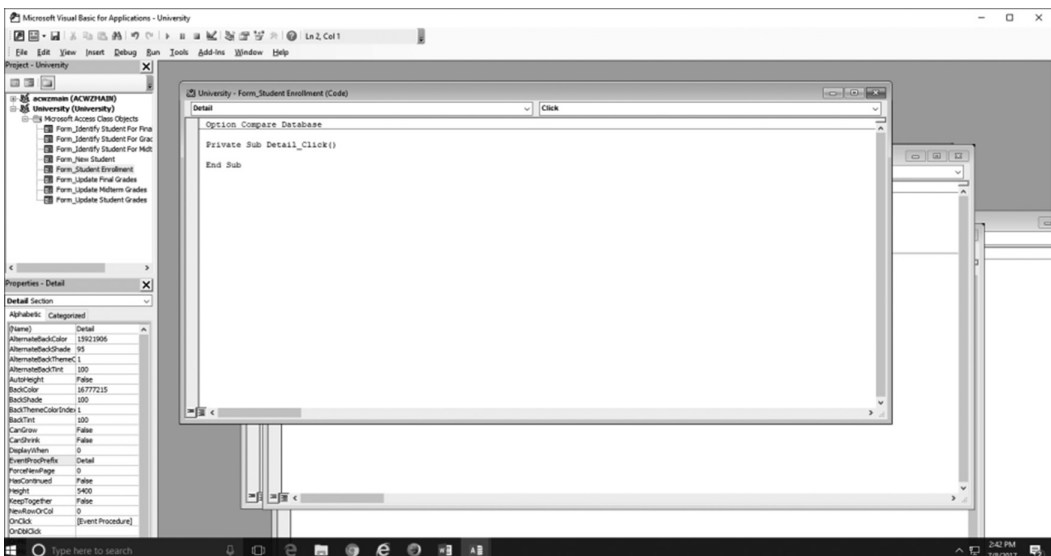 Microsoft Visual Basic for Applications - University
Ln 2, Col 1
File Edit View Insert Debug Run Tools Add-Ins Window Help
Project - University
acwzmain (ACWZMAIN)
University (University)
Microsoft Access Class Objects
Form_Identify Student For Fina
Form_Identify Student For Grac
Form_Identify Student For Midt
Form_New Student
Form_Student Enrollment
Form_Update Final Grades
Form_Update Midterm Grades
Form_Update Student Grades
University - Form_Student Enrollment (Code)
Detail Click
Option Compare Database
Private Sub Detail_Click()
End Sub
Properties - Detail
Detail Section
Alphabetic Categorized
(Name) Detail
AlternateBackColor 15921906
AlternateBackShade 95
AlternateBackThemeC 1
AlternateBackTint 100
AutoHeight False
BackColor 16777215
BackShade 100
BackThemeColorIndex 1
BackTint 100
CanGrow False
CanShrink False
DisplayWhen 0
EventProcPrefix Detail
ForceNewPage 0
HasContinued False
Height 5400
KeepTogether False
NewRowOrCol 0
OnClick [Event Procedure]
OnDblClick
Type here to search
2:42 PM